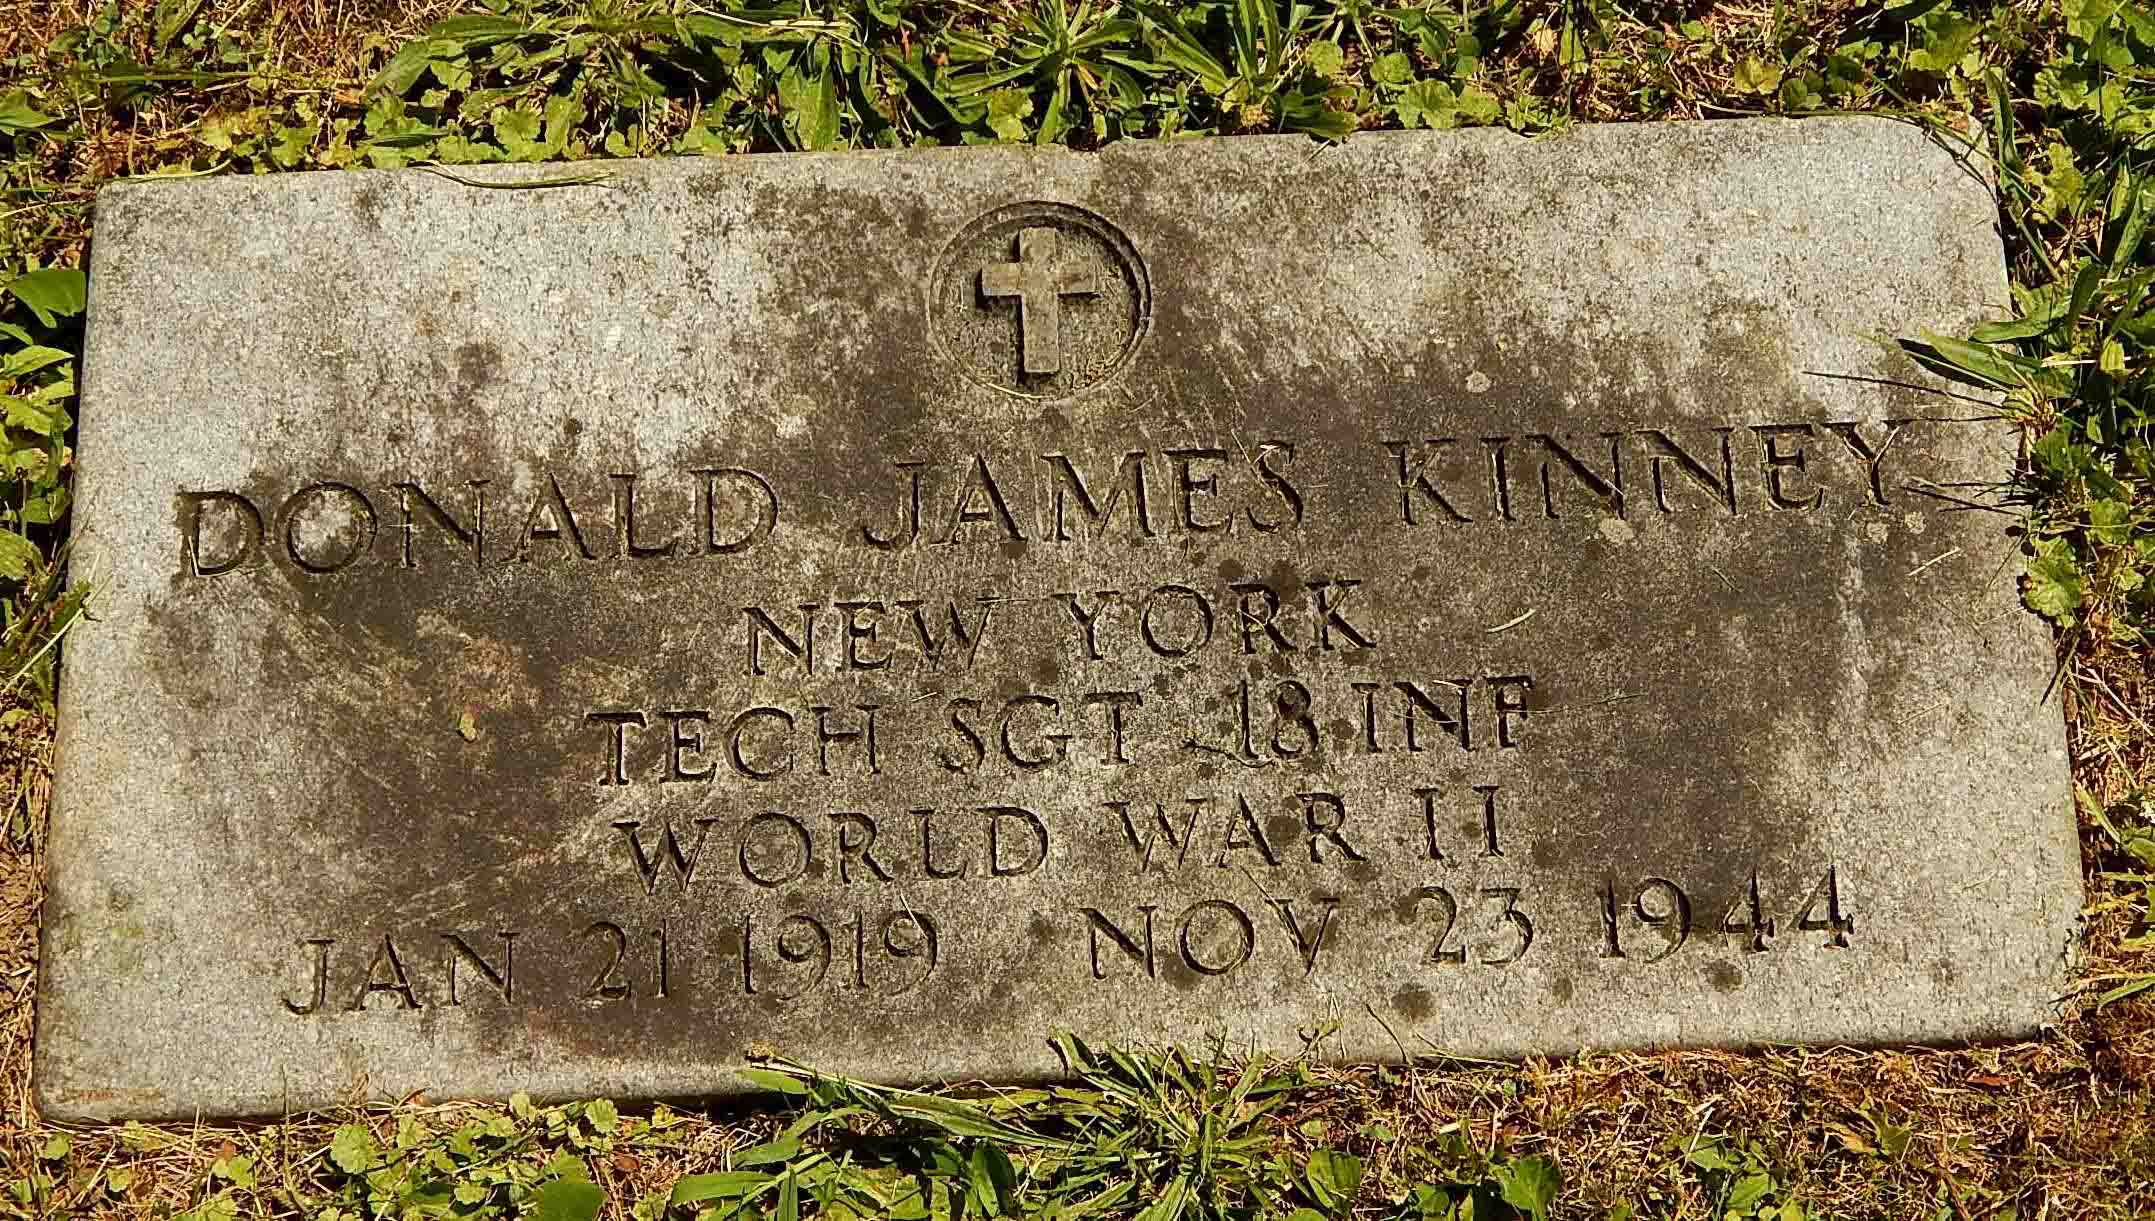 DONALD JAMES KINNEY
NEW YORK
TECH SGT 18 INF
WORLD WAR II
JAN 21 1919 NOV 23 1944